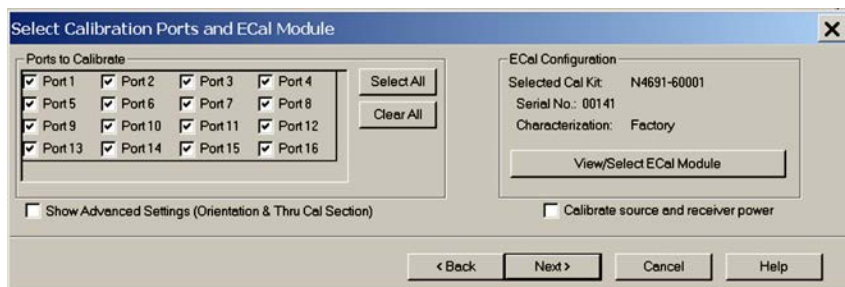 Select Calibration Ports and ECal Module
Ports to Calibrate
Port 1 Port 2 Port 3 Port 4
Port 5 Port 6 Port 7 Port 8
Port 9 Port 10 Port 11 Port 12
Port 13 Port 14 Port 15 Port 16
Select All
Clear All
Show Advanced Settings (Orientation & Thru Cal Section)
ECal Configuration
Selected Cal Kit: N4691-60001
Serial No.: 00141
Characterization: Factory
View/Select ECal Module
Calibrate source and receiver power
< Back Next > Cancel Help